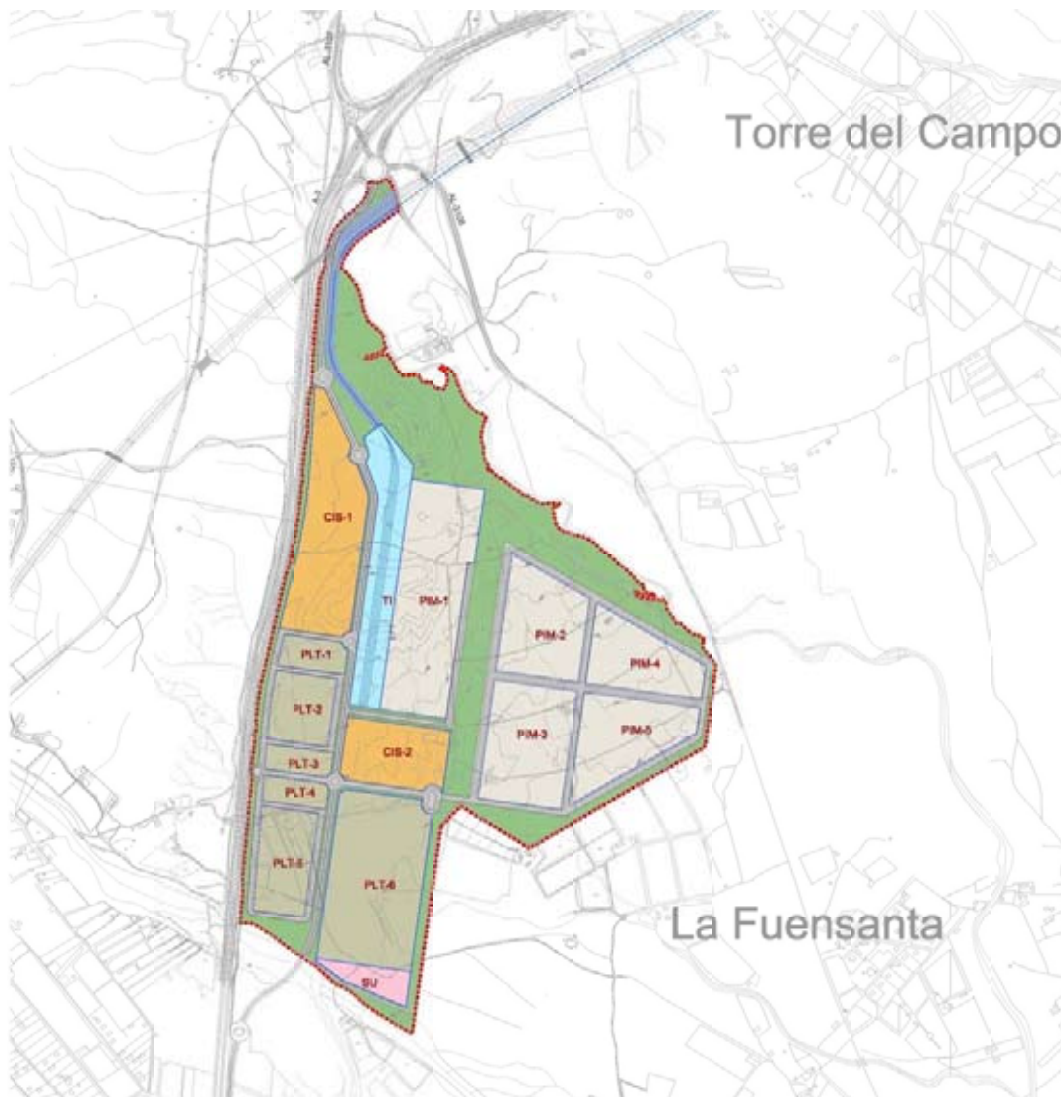 Torre del Campo
CIS-1
TI
PIM-1
PIM-2
PIM-4
PLT-1
PLT-2
PIM-3
PIM-5
CIS-2
PLT-3
PLT-4
PLT-5
PLT-6
La Fuensanta
SU